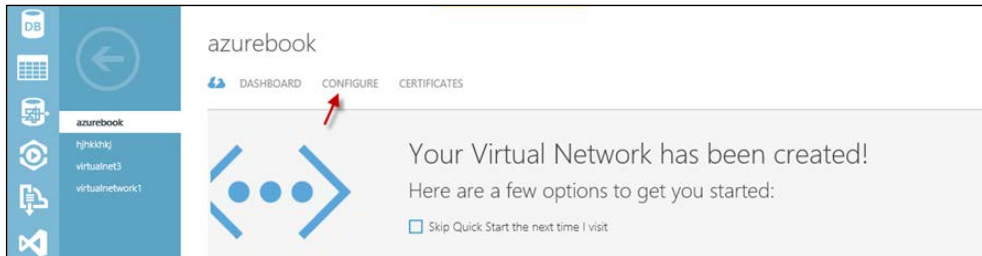 DB
azurebook
DASHBOARD CONFIGURE CERTIFICATES
azurebook
hjhkkhkj
virtualnet3
virtualnetwork1
Your Virtual Network has been created!
Here are a few options to get you started:
Skip Quick Start the next time I visit